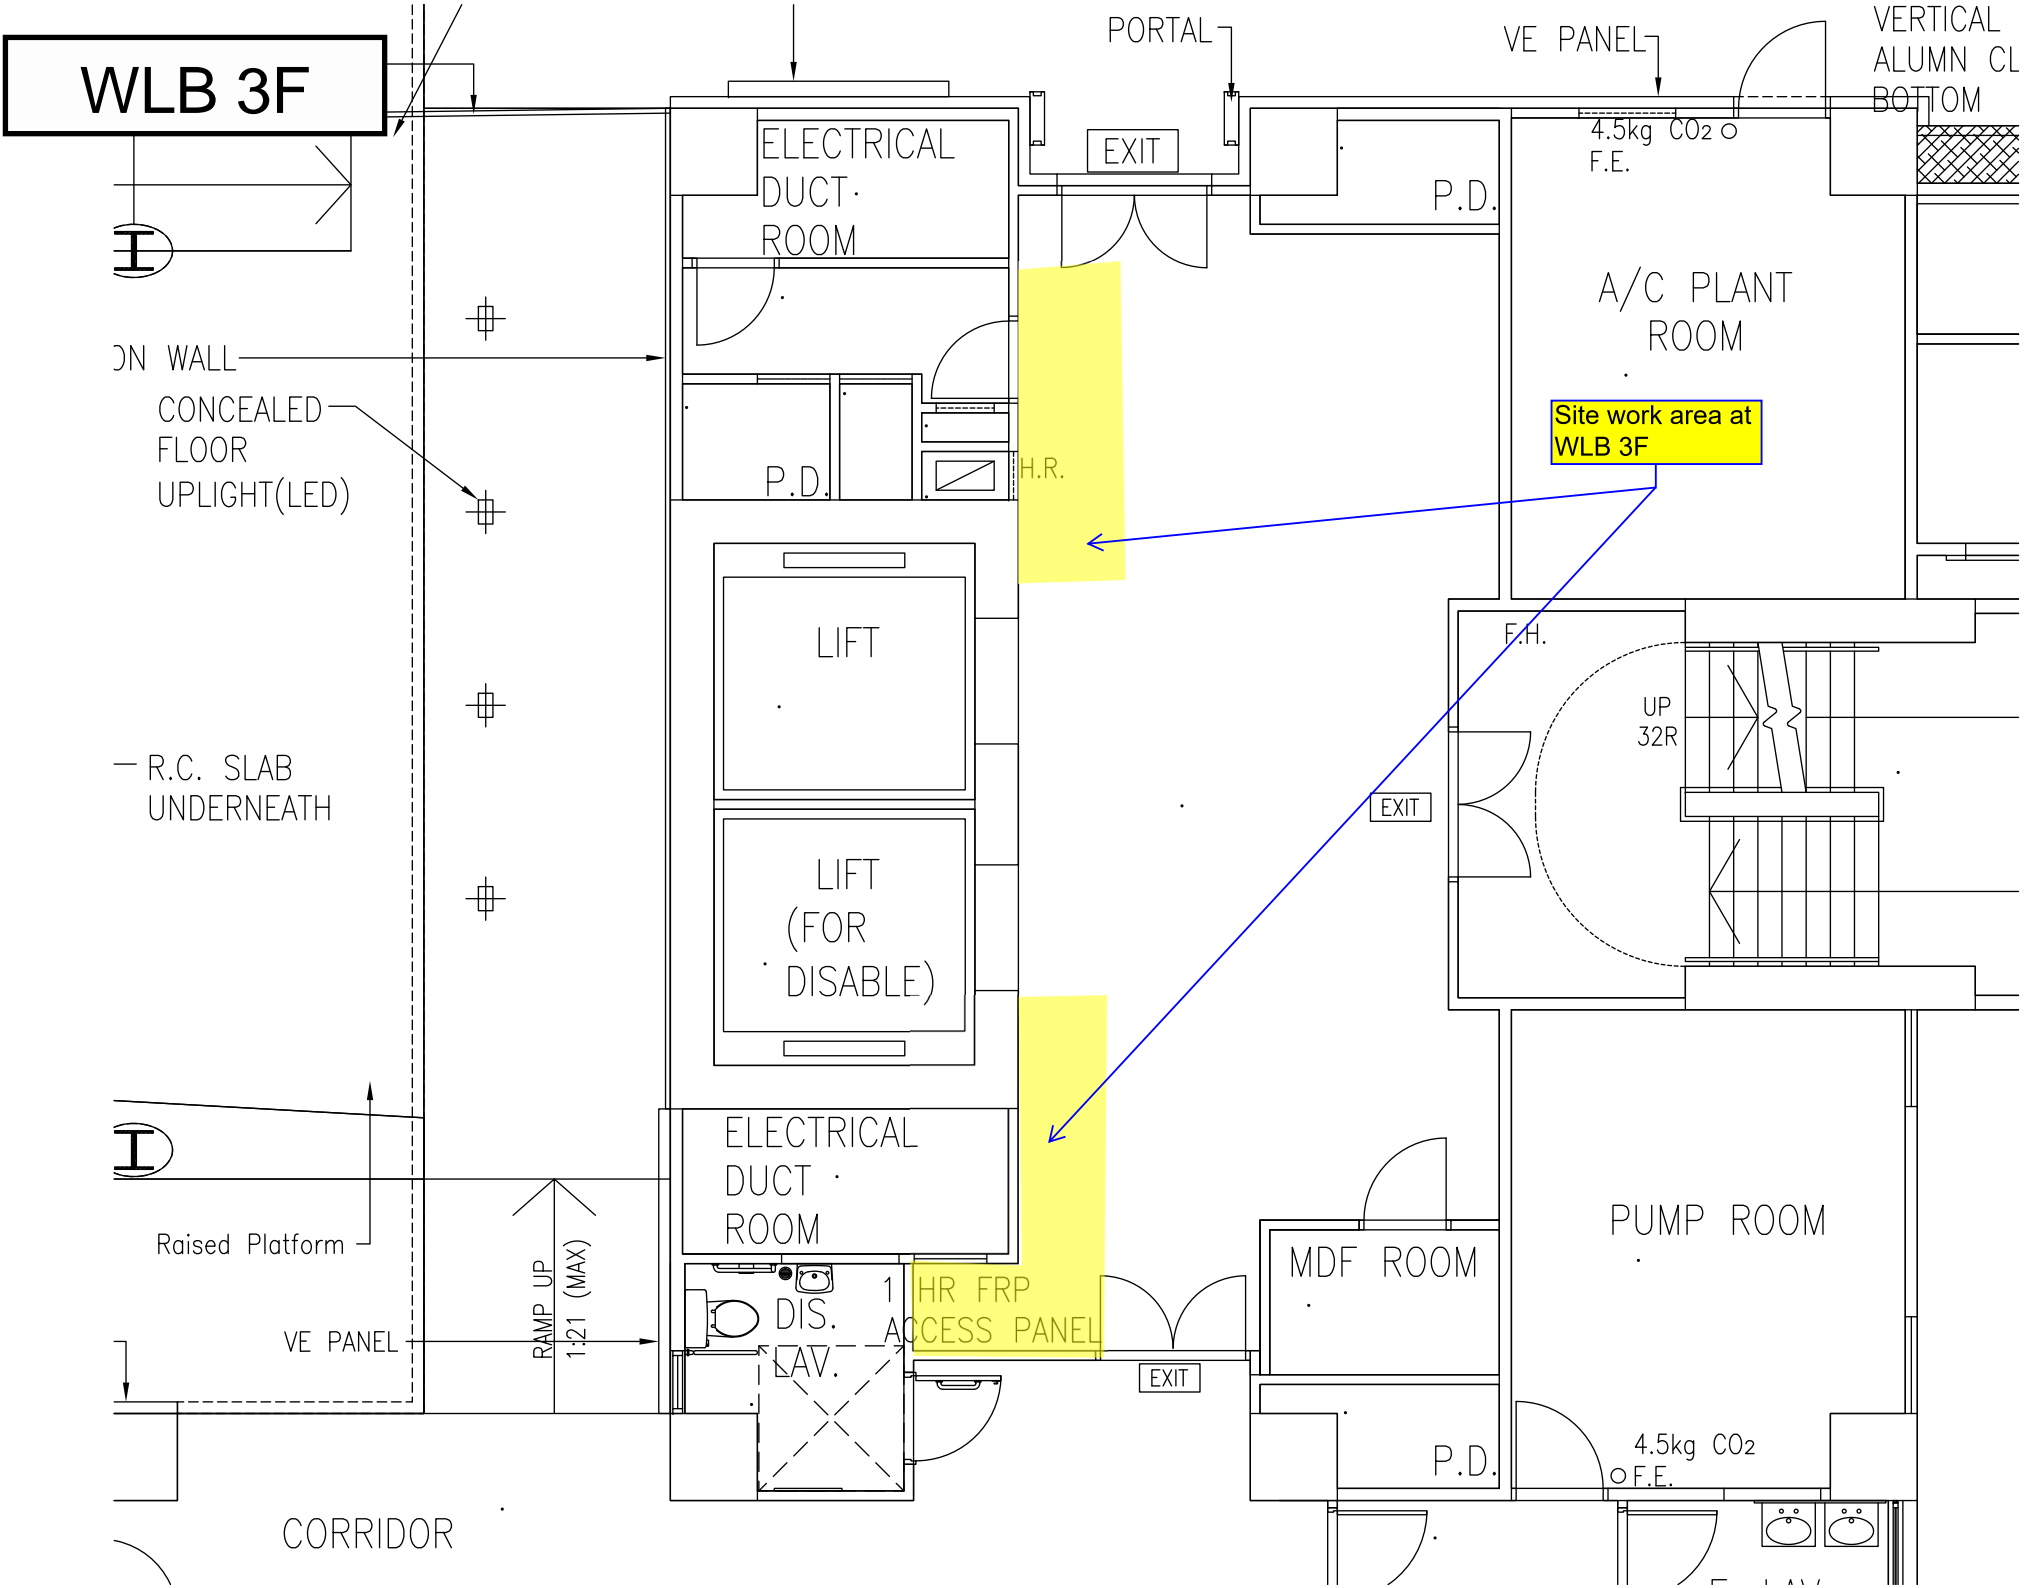 WLB 3F
PORTAL
VE PANEL
VERTICAL
ALUMN CL
BOTTOM
ELECTRICAL
DUCT
ROOM
EXIT
P.D.
4.5kg CO2
F.E.
A/C PLANT
ROOM
ON WALL
CONCEALED
FLOOR
UPLIGHT(LED)
P.D.
H.R.
Site work area at
WLB 3F
LIFT
F.H.
UP
32R
R.C. SLAB
UNDERNEATH
EXIT
LIFT
(FOR
DISABLE)
ELECTRICAL
DUCT
ROOM
Raised Platform
RAMP UP
1:21 (MAX)
VE PANEL
DIS.
LAV.
1 HR FRP
ACCESS PANEL
EXIT
MDF ROOM
PUMP ROOM
P.D.
4.5kg CO2
F.E.
CORRIDOR